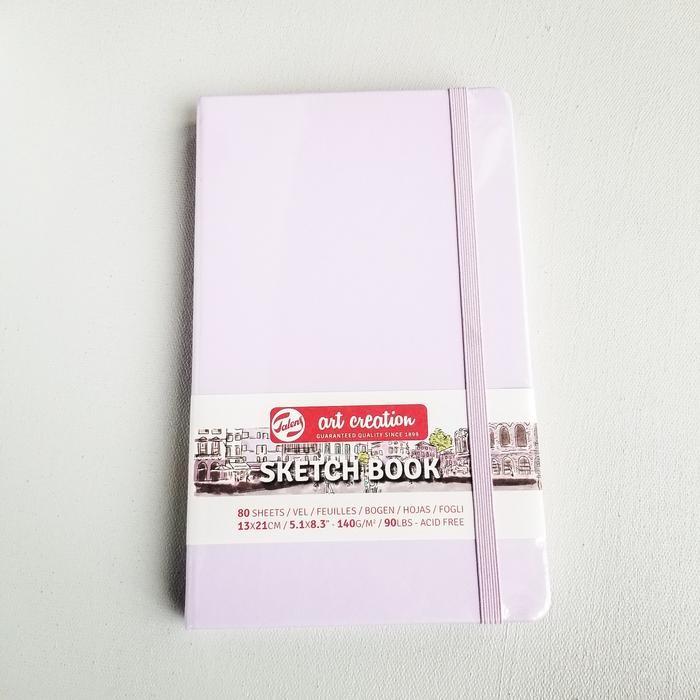 Talens
art creation
GUARANTEED QUALITY SINCE 1899
SKETCH BOOK
80 SHEETS / VEL / FEUILLES / BOGEN / HOJAS / FOGLI
13X21CM / 5.1X8.3" - 140G/M² / 90LBS - ACID FREE